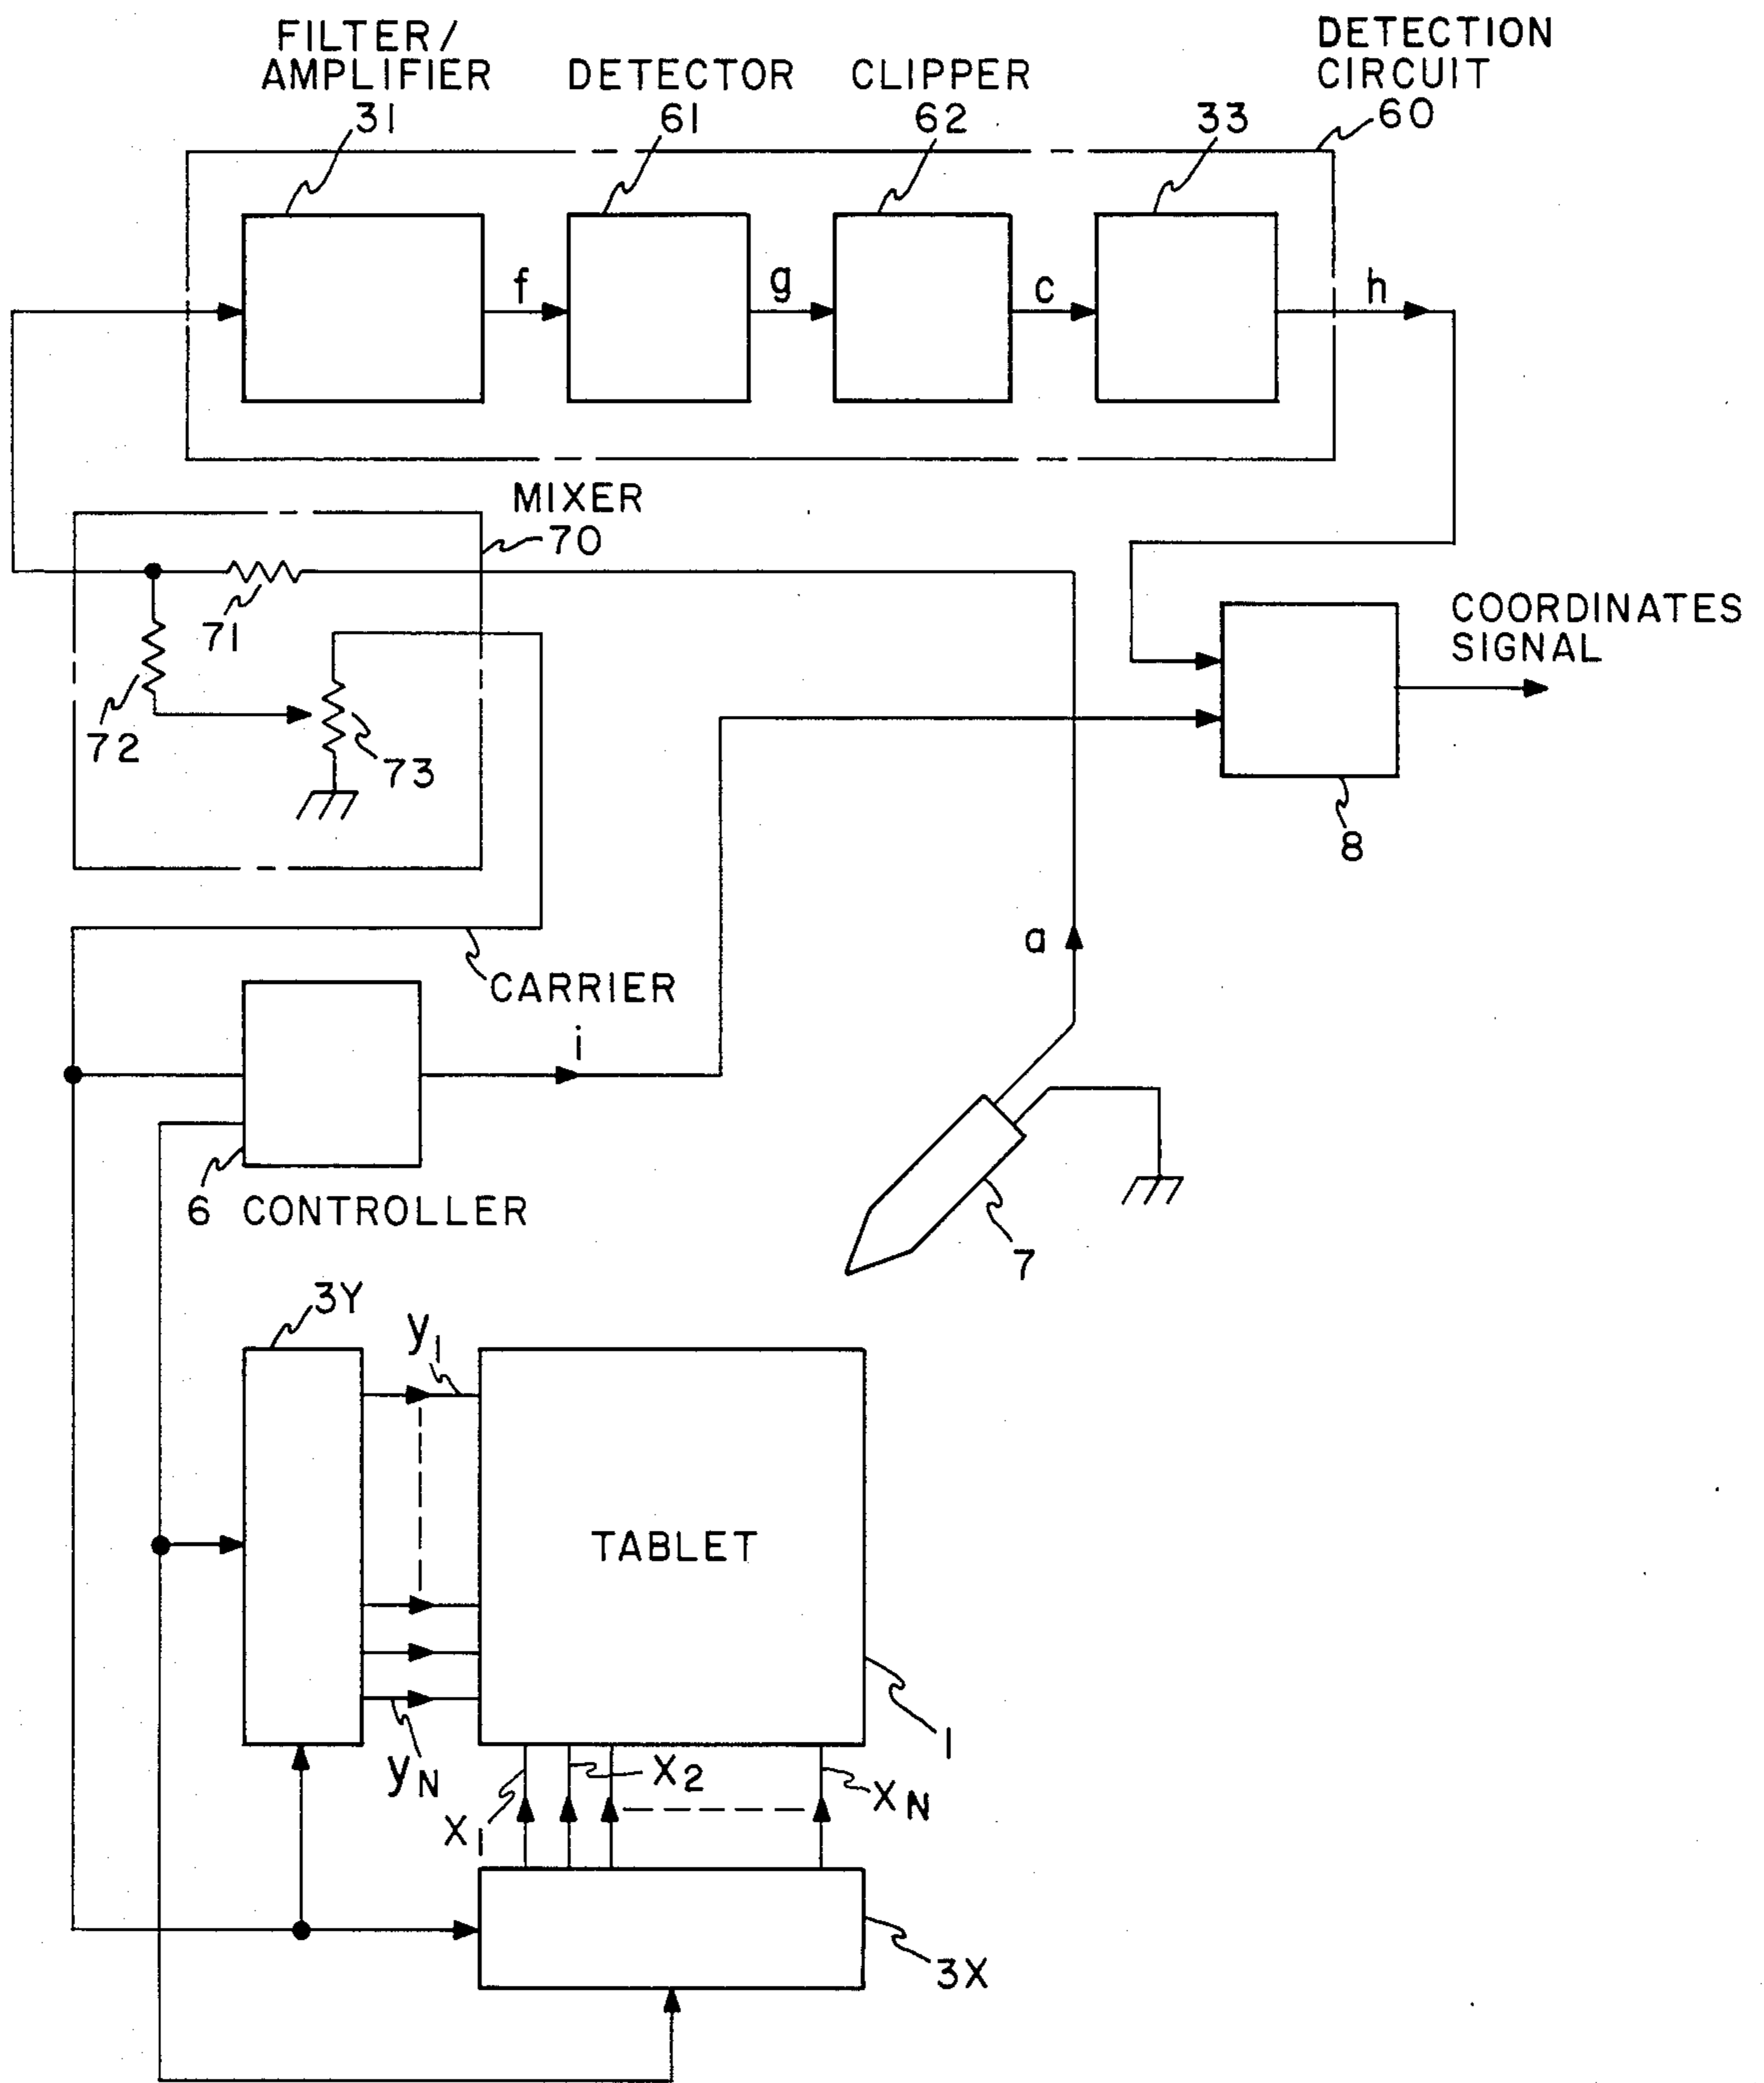 FILTER/
AMPLIFIER
31
DETECTOR
61
CLIPPER
62
33
DETECTION
CIRCUIT
60
f
g
c
h
MIXER
70
71
72
73
COORDINATES
SIGNAL
8
a
CARRIER
i
6 CONTROLLER
7
3Y
y1
TABLET
1
yN
X1
X2
XN
3X